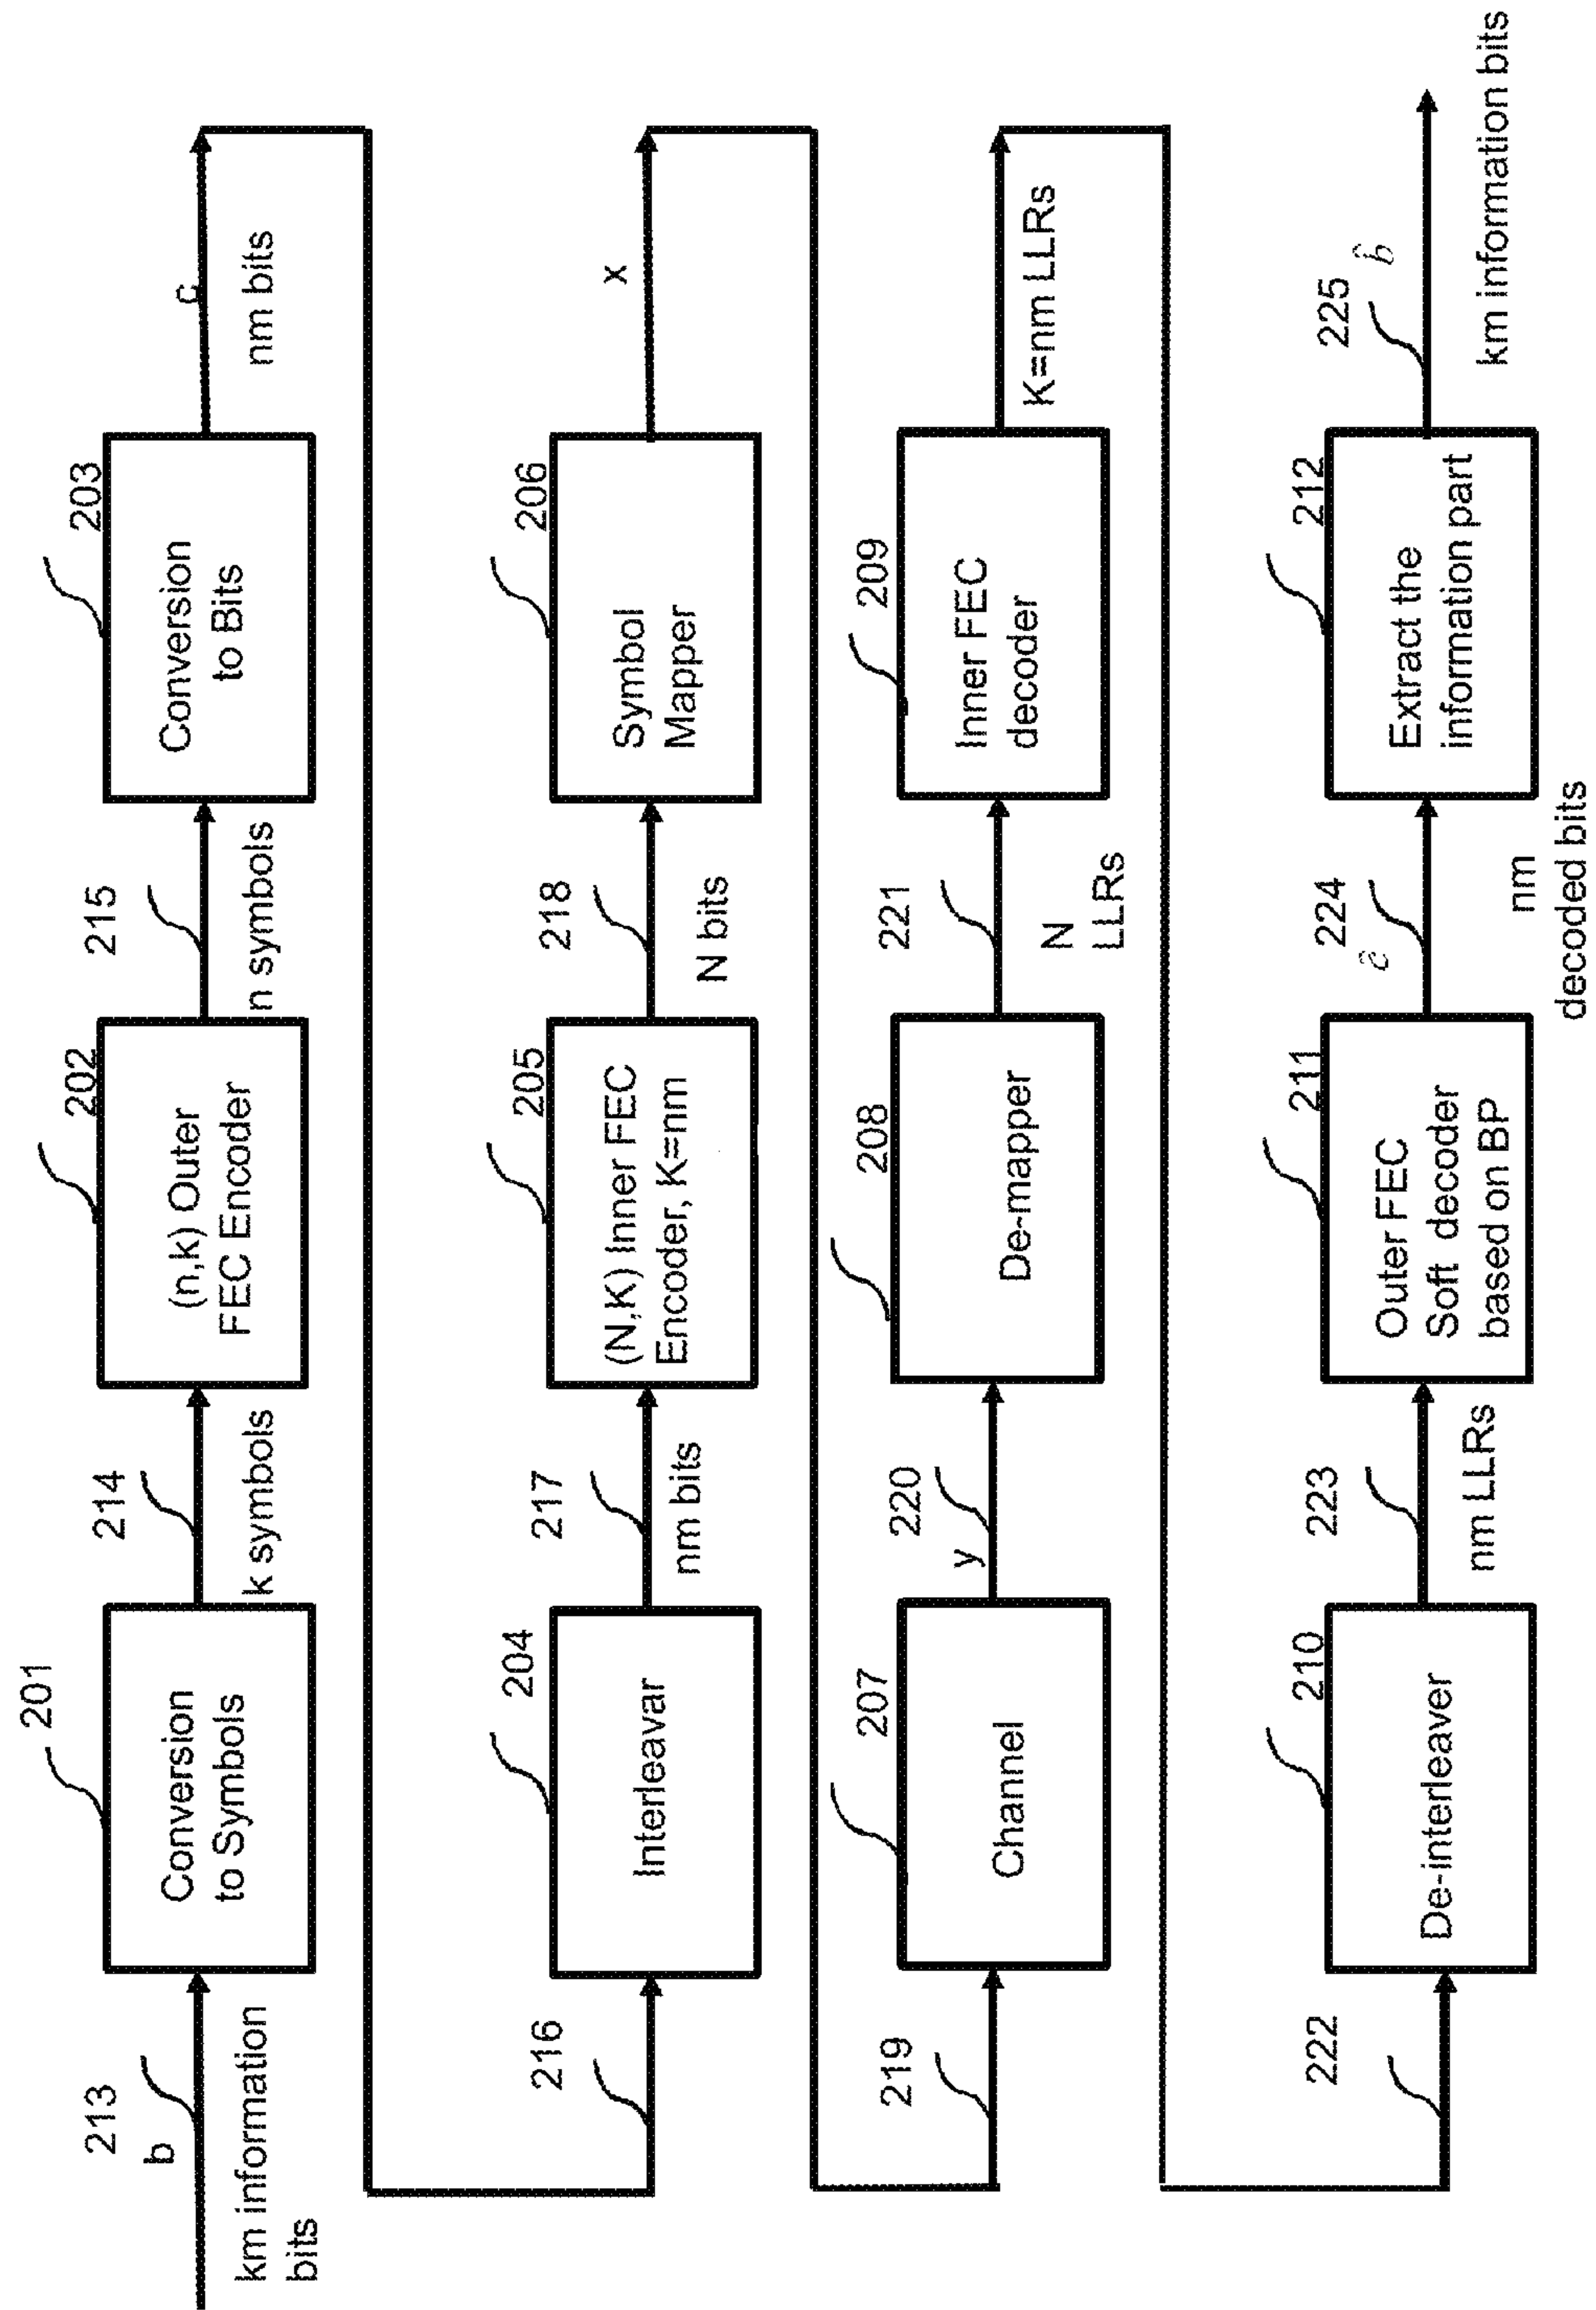 213
b
km information
bits
201
Conversion
to Symbols
214
k symbols
202
(n,k) Outer
FEC Encoder
215
n symbols
203
Conversion
to Bits
c
nm bits
216
204
Interleavar
217
nm bits
205
(N,K) Inner FEC
Encoder, K=nm
218
N bits
206
Symbol
Mapper
x
219
207
Channel
220
y
208
De-mapper
221
N
LLRs
209
Inner FEC
decoder
K=nm LLRs
222
210
De-interleaver
223
nm LLRs
211
Outer FEC
Soft decoder
based on BP
224
ĉ
nm
decoded bits
212
Extract the
information part
225
b̂
km information bits